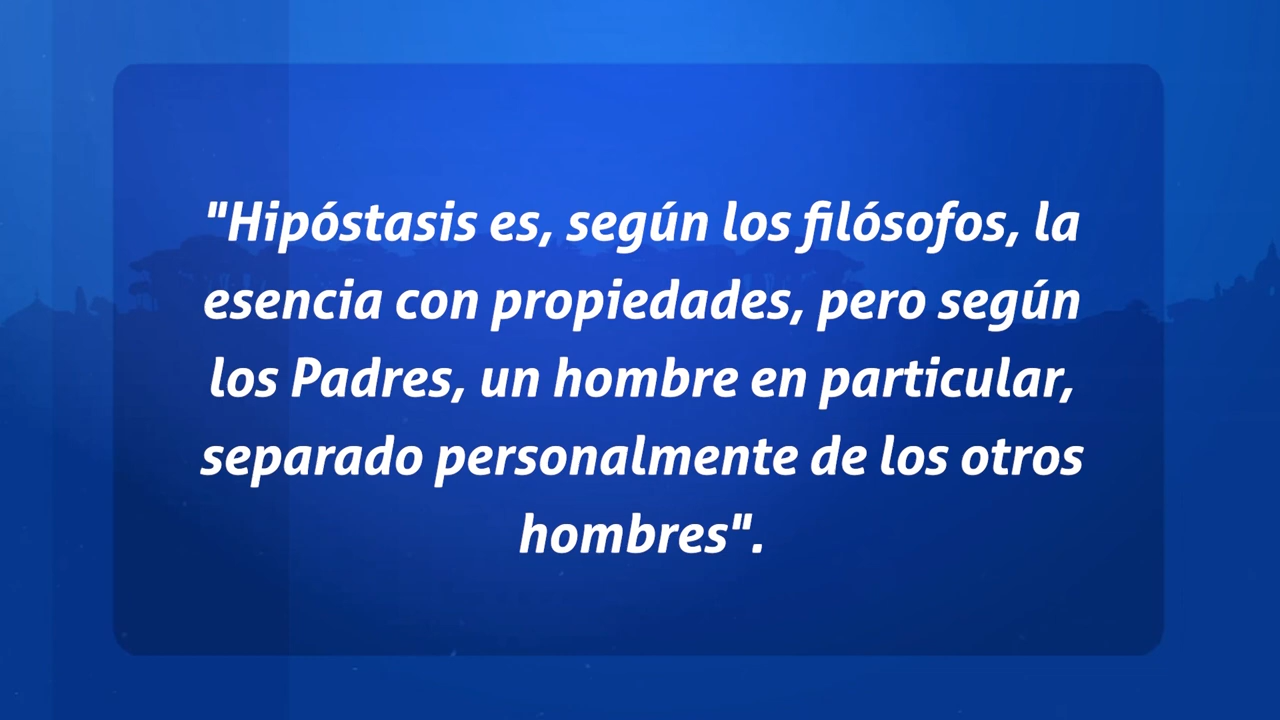 "Hipóstasis es, según los filósofos, la
esencia con propiedades, pero según
los Padres, un hombre en particular,
separado personalmente de los otros
hombres".